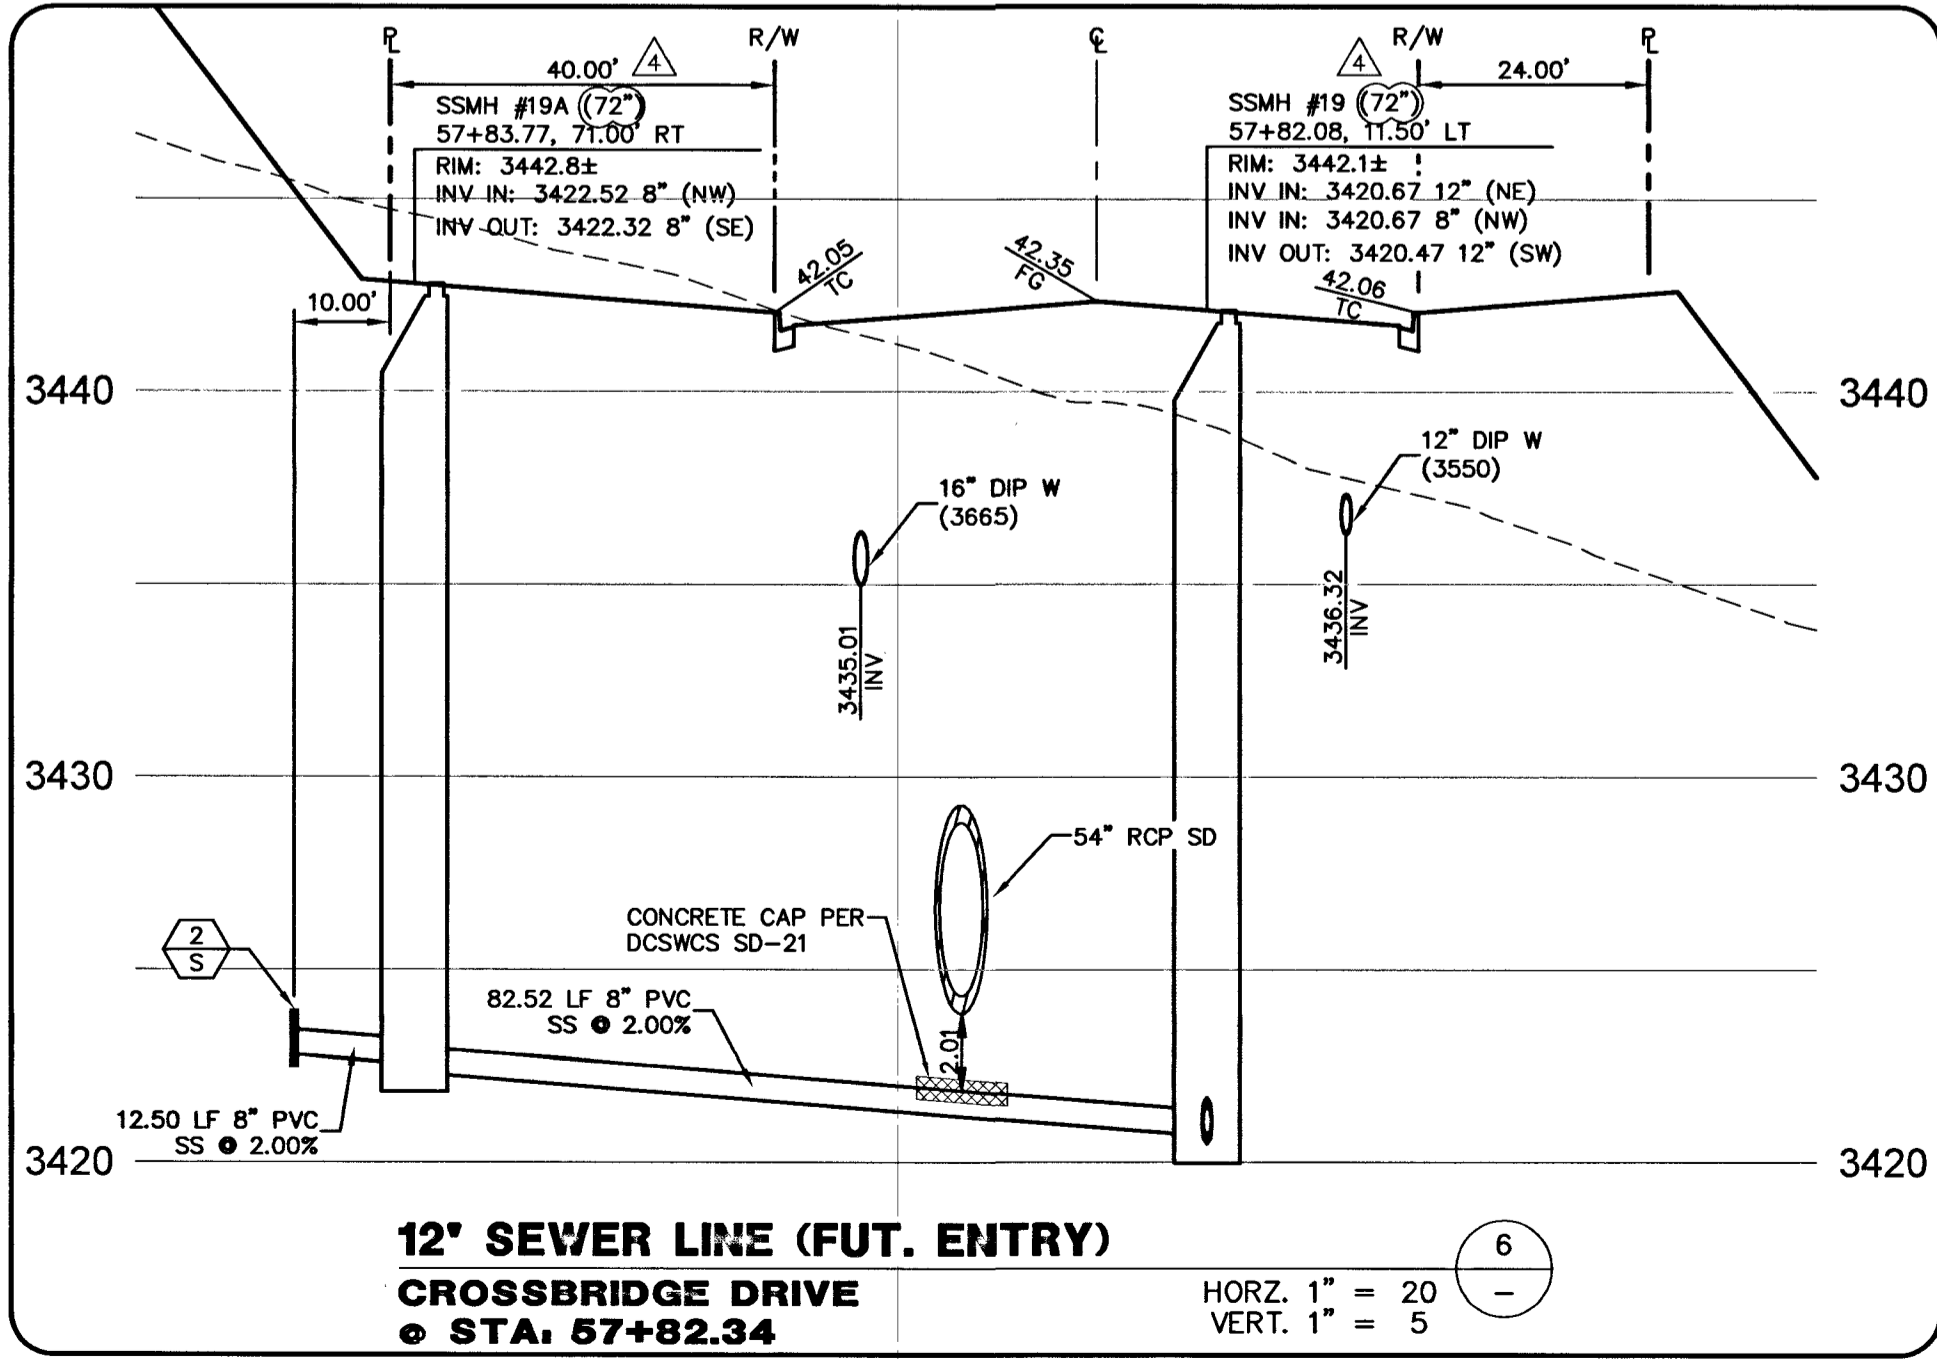 PL
R/W
CL
R/W
PL
40.00'
4
4
24.00'
SSMH #19A (72")
57+83.77, 71.00' RT
RIM: 3442.8±
INV IN: 3422.52 8" (NW)
INV OUT: 3422.32 8" (SE)
SSMH #19 (72")
57+82.08, 11.50' LT
RIM: 3442.1±
INV IN: 3420.67 12" (NE)
INV IN: 3420.67 8" (NW)
INV OUT: 3420.47 12" (SW)
42.05
TC
42.35
FG
42.06
TC
10.00'
3440
3440
12" DIP W
(3550)
16" DIP W
(3665)
3435.01
INV
3436.32
INV
3430
3430
54" RCP SD
CONCRETE CAP PER
DCSWCS SD-21
2
S
82.52 LF 8" PVC
SS @ 2.00%
2.01
12.50 LF 8" PVC
SS @ 2.00%
3420
3420
12" SEWER LINE (FUT. ENTRY)
CROSSBRIDGE DRIVE
@ STA: 57+82.34
HORZ. 1" = 20
VERT. 1" = 5
6
-